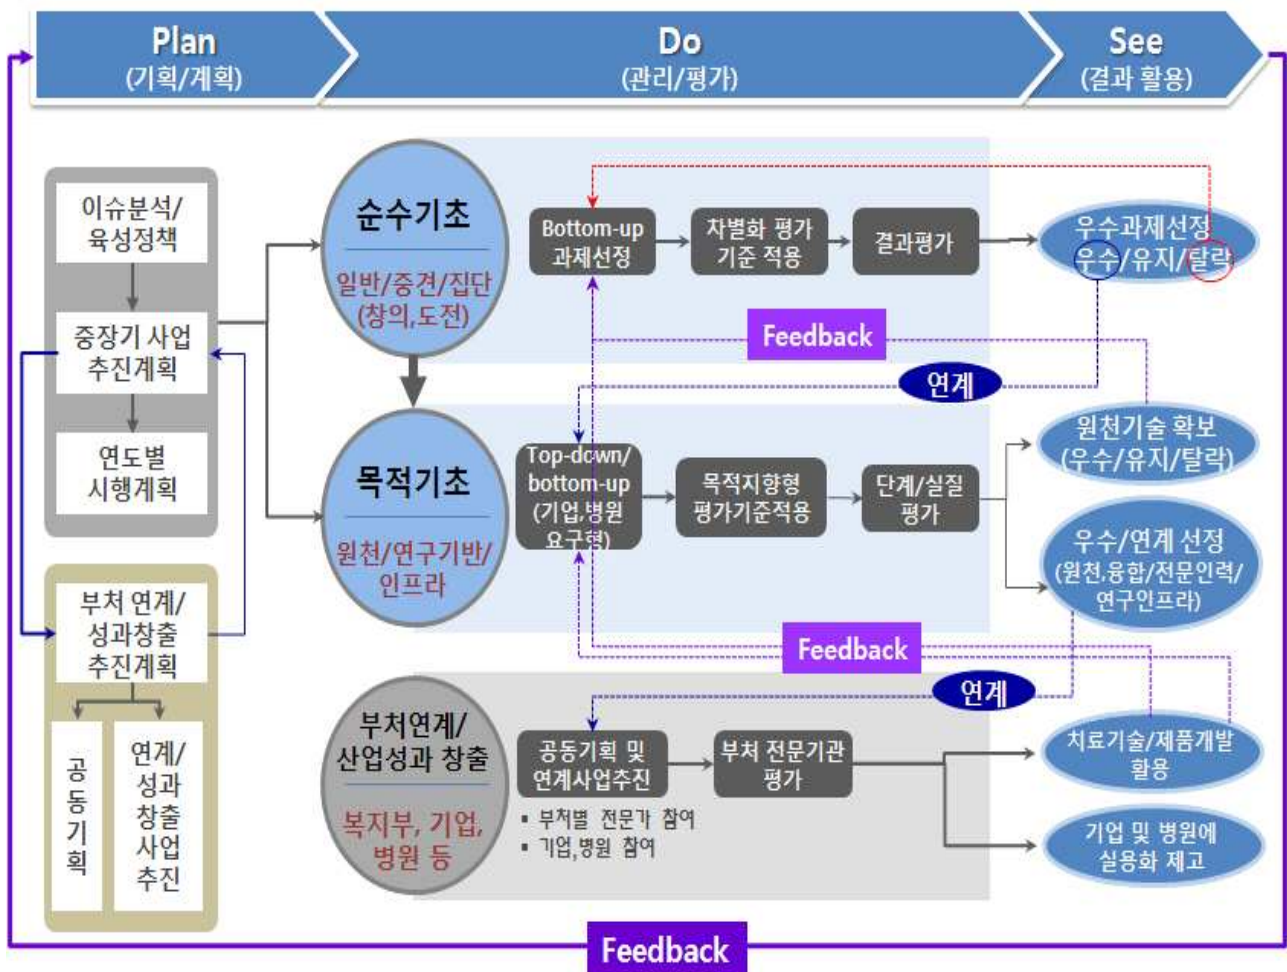 Plan
(기획/계획)
Do
(관리/평가)
See
(결과 활용)
이슈분석/
육성정책
중장기 사업
추진계획
연도별
시행계획
부처 연계/
성과창출
추진계획
공
동
기
획
연계/
성과
창출
사업
추진
순수기초
일반/중견/집단
(창의,도전)
Bottom-up
과제선정
차별화 평가
기준 적용
결과평가
우수과제선정
우수/유지/탈락
Feedback
연계
목적기초
원천/연구기반/
인프라
Top-down/
bottom-up
(기업,병원
요구형)
목적지향형
평가기준적용
단계/실질
평가
원천기술 확보
(우수/유지/탈락)
우수/연계 선정
(원천,융합/전문인력/
연구인프라)
Feedback
연계
부처연계/
산업성과 창출
복지부, 기업,
병원 등
공동기획 및
연계사업추진
부처 전문기관
평가
▪ 부처별 전문가 참여
▪ 기업,병원 참여
치료기술/제품개발
활용
기업 및 병원에
실용화 제고
Feedback